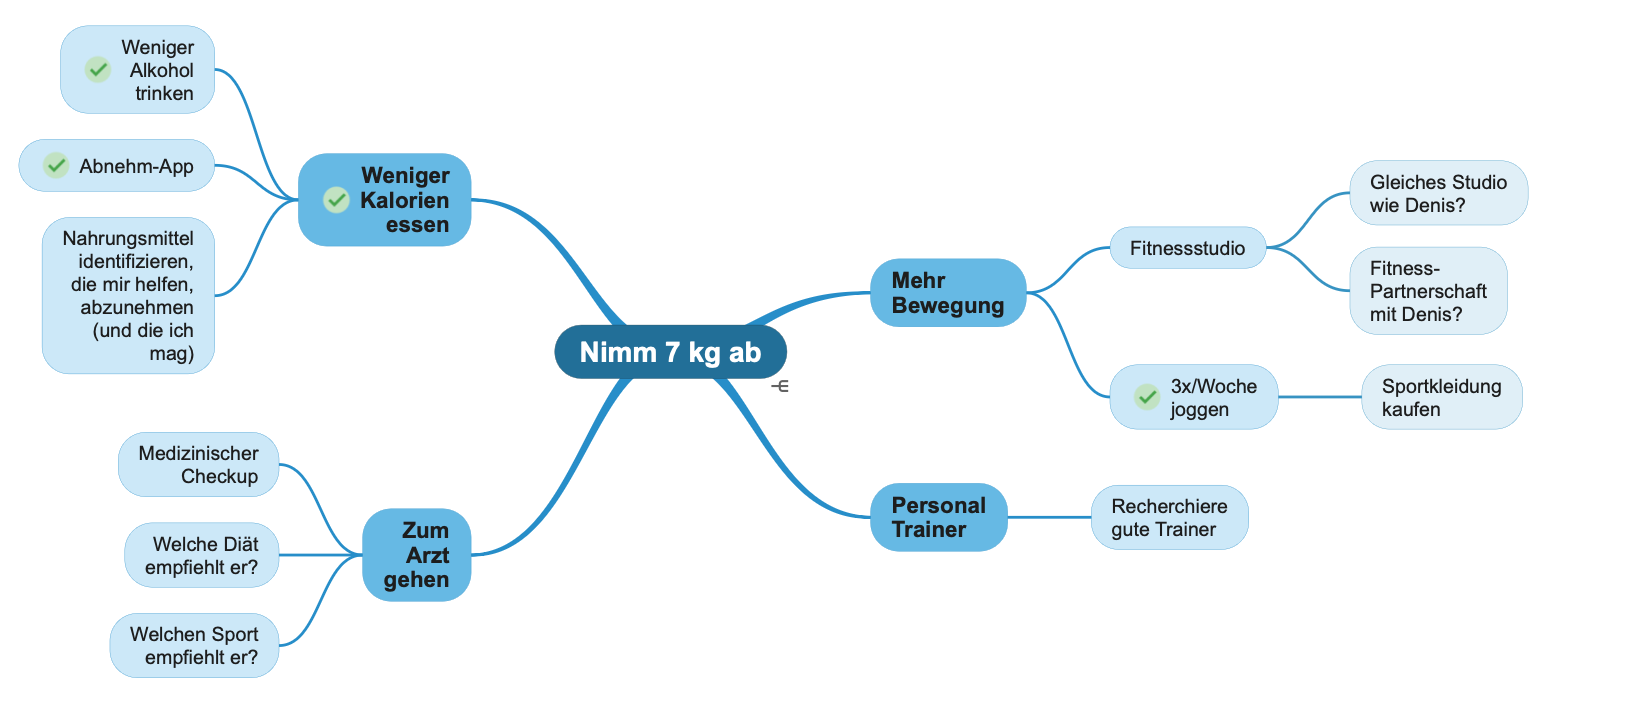 Nimm 7 kg ab
Weniger
Kalorien
essen
Weniger
Alkohol
trinken
Abnehm-App
Nahrungsmittel
identifizieren,
die mir helfen,
abzunehmen
(und die ich
mag)
Zum
Arzt
gehen
Medizinischer
Checkup
Welche Diät
empfiehlt er?
Welchen Sport
empfiehlt er?
Mehr
Bewegung
Fitnessstudio
Gleiches Studio
wie Denis?
Fitness-
Partnerschaft
mit Denis?
3x/Woche
joggen
Sportkleidung
kaufen
Personal
Trainer
Recherchiere
gute Trainer